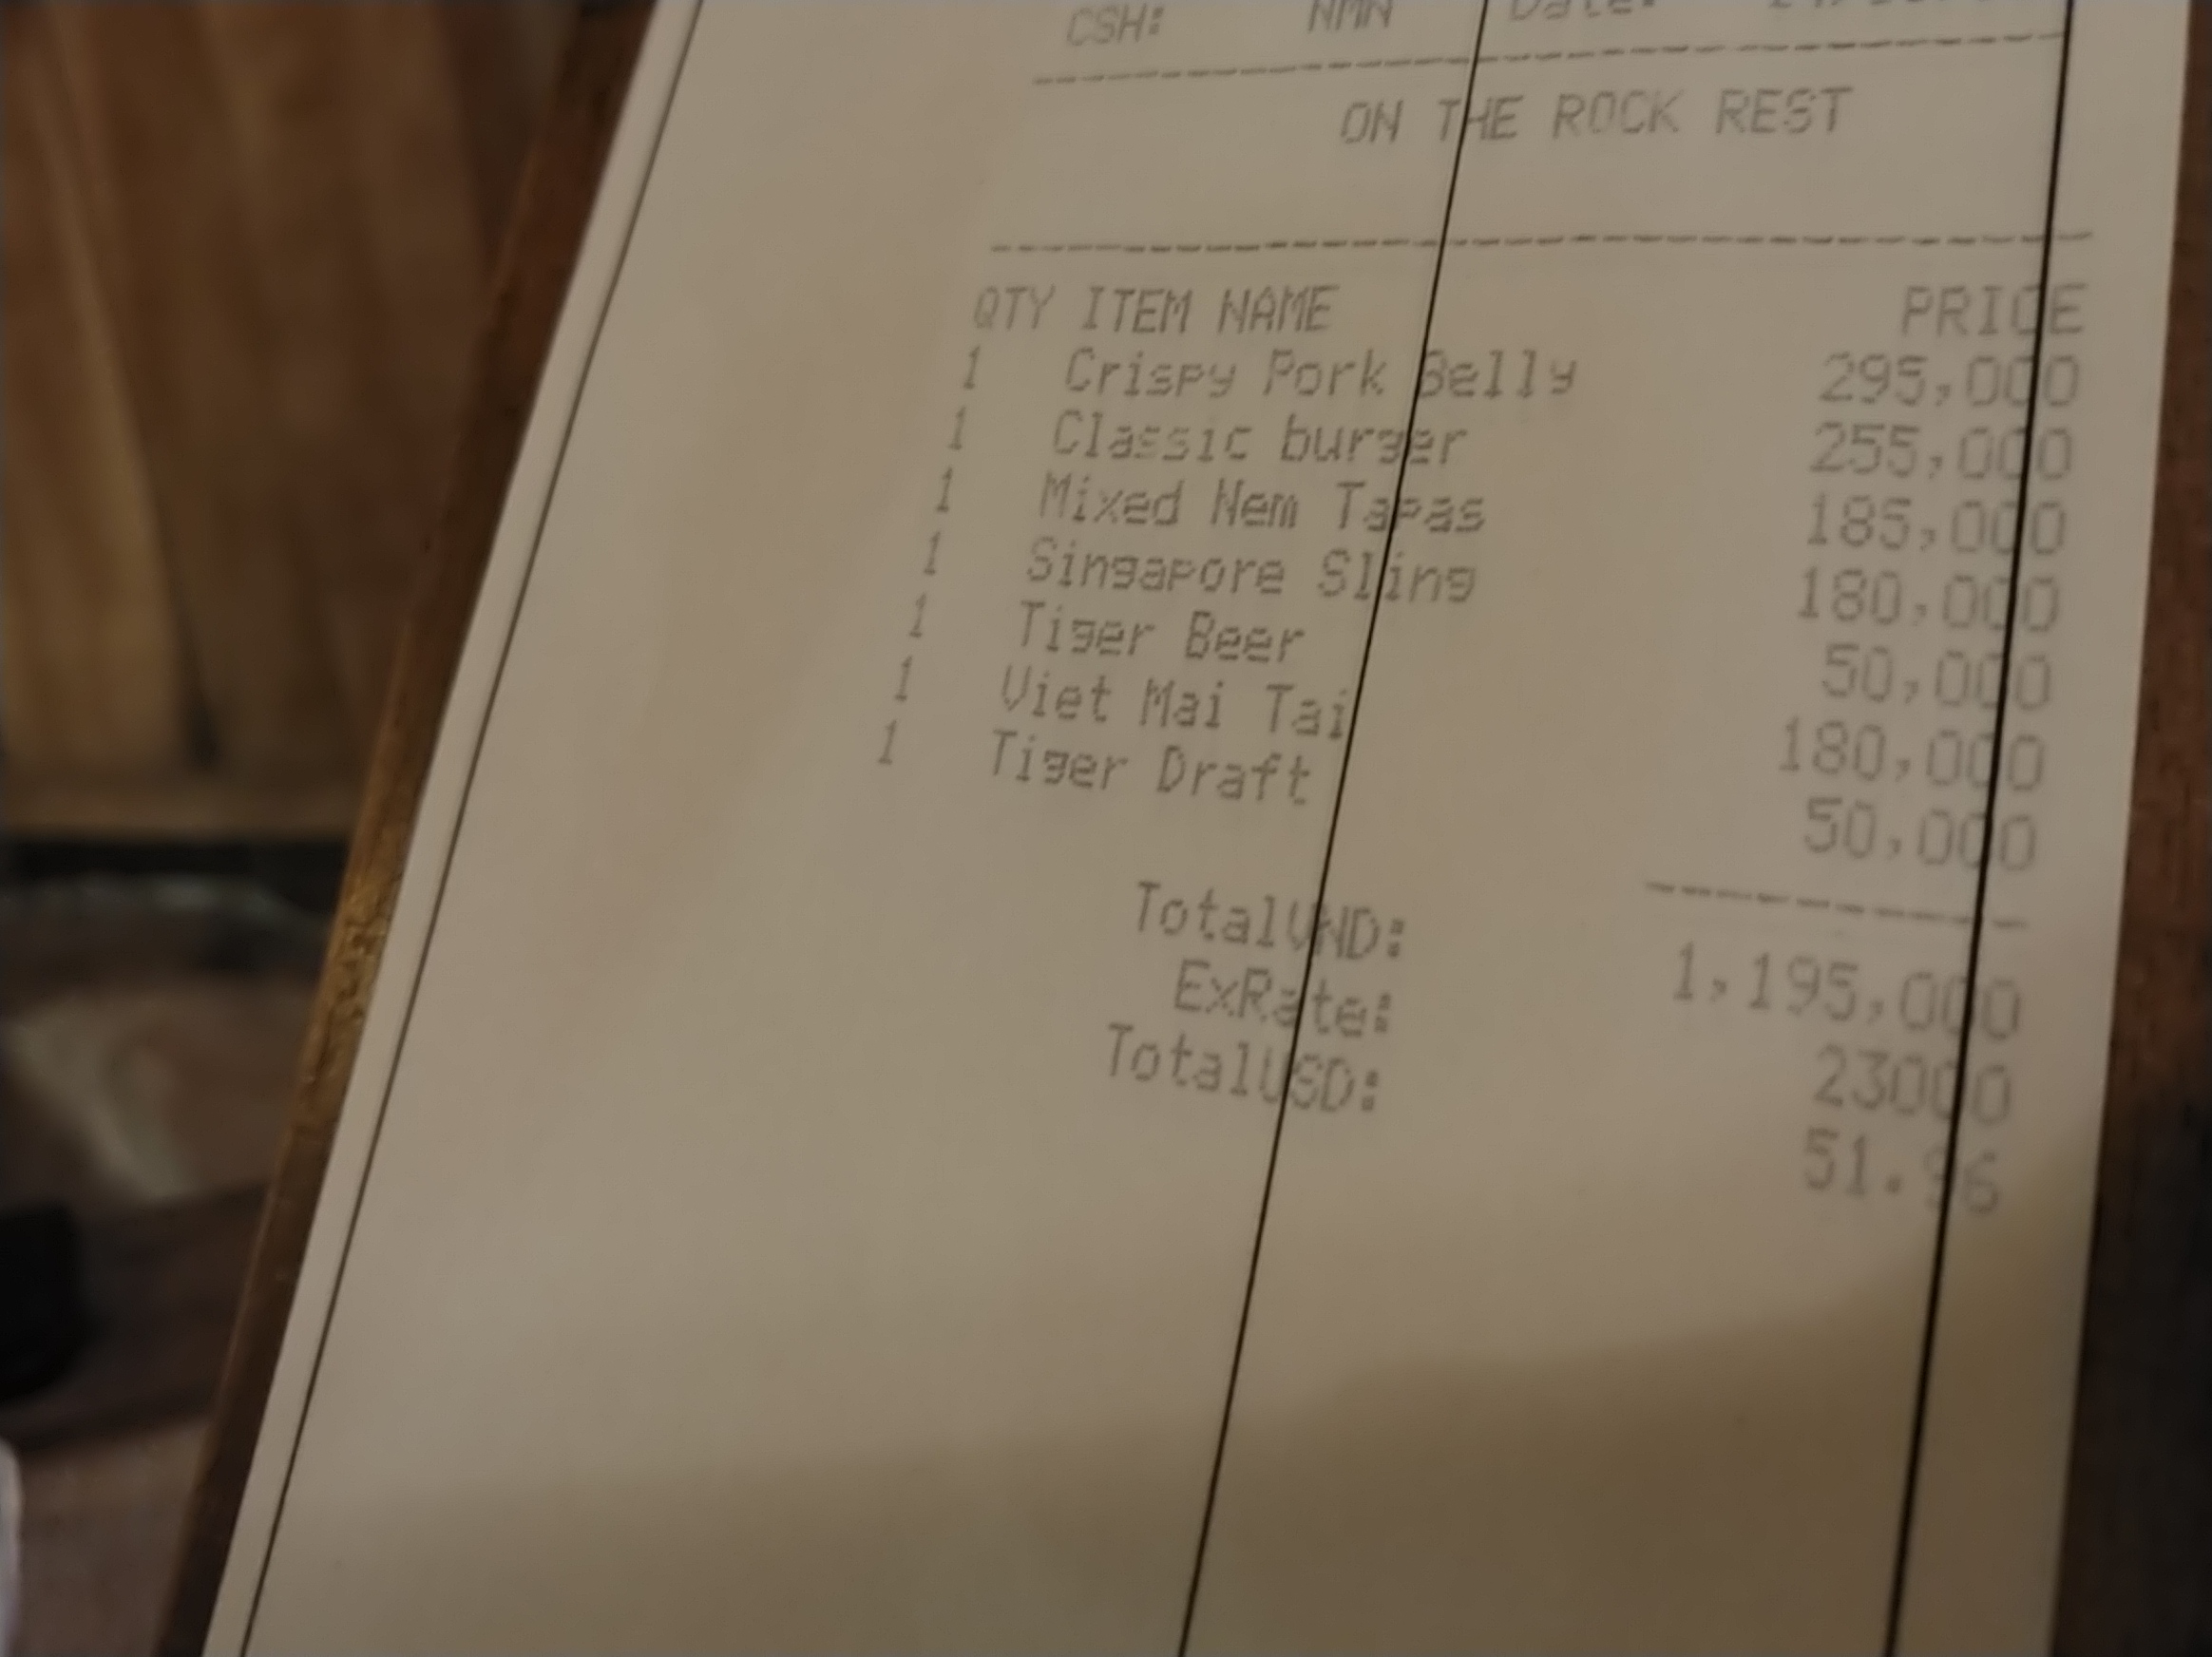 CSH: NMN Date:
ON THE ROCK REST
QTY ITEM NAME PRICE
1 Crispy Pork Belly 295,000
1 Classic burger 255,000
1 Mixed Nem Tapas 185,000
1 Singapore Sling 180,000
1 Tiger Beer 50,000
1 Viet Mai Tai 180,000
1 Tiger Draft 50,000
TotalVND: 1,195,000
ExRate: 23000
TotalUSD: 51.96